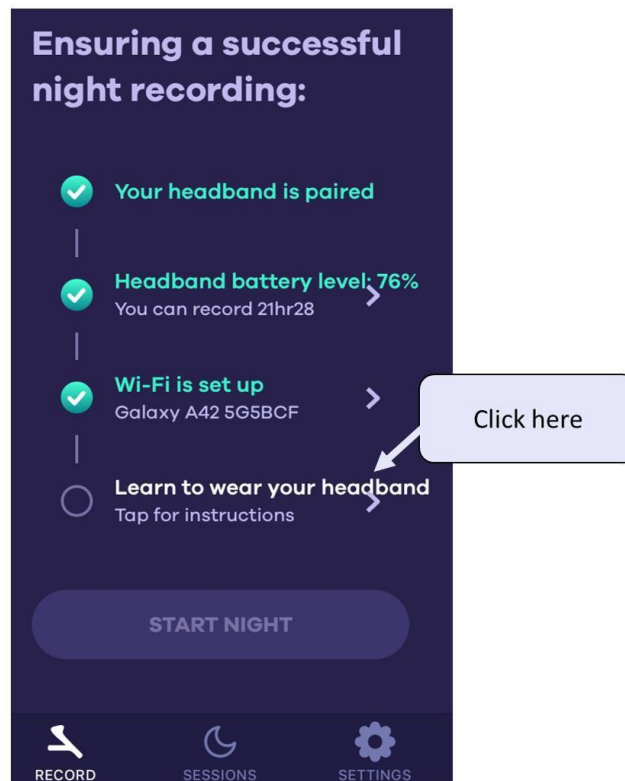 Ensuring a successful
night recording:
Your headband is paired
Headband battery level: 76%
You can record 21hr28
Wi-Fi is set up
Galaxy A42 5G5BCF
Click here
Learn to wear your headband
Tap for instructions
START NIGHT
RECORD
SESSIONS
SETTINGS